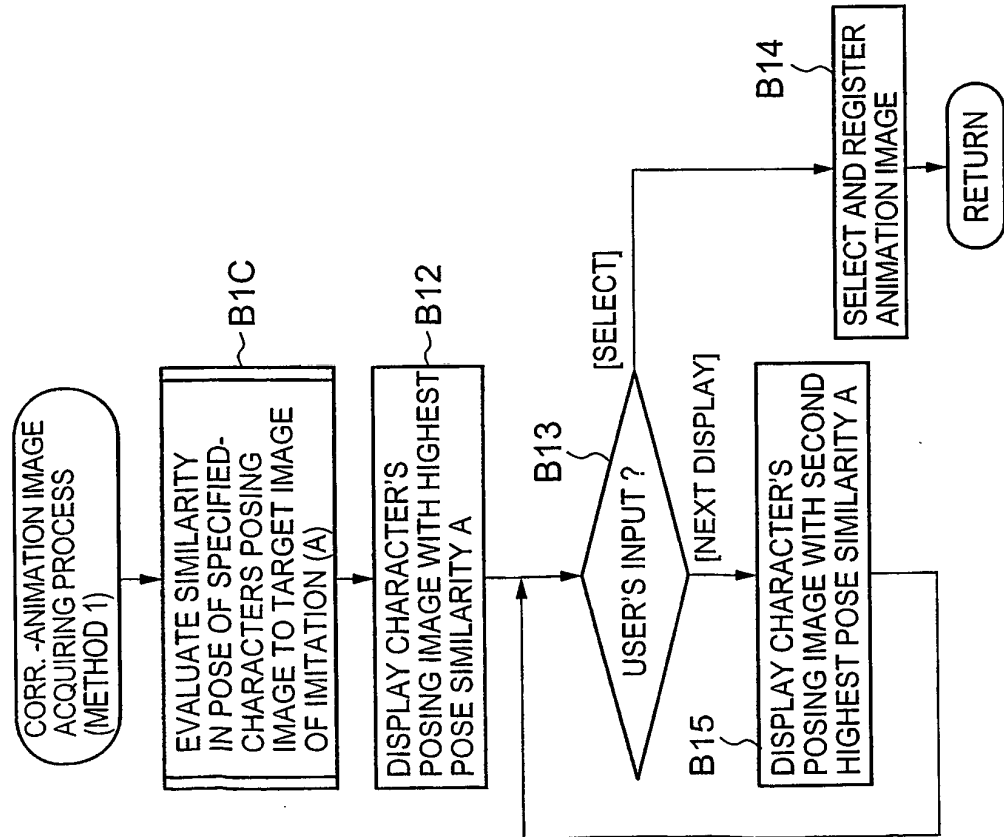 CORR.-ANIMATION IMAGE
ACQUIRING PROCESS
(METHOD 1)
B1C
EVALUATE SIMILARITY
IN POSE OF SPECIFIED-
CHARACTERS POSING
IMAGE TO TARGET IMAGE
OF IMITATION (A)
B12
DISPLAY CHARACTER'S
POSING IMAGE WITH HIGHEST
POSE SIMILARITY A
B13
USER'S INPUT ?
[SELECT]
[NEXT DISPLAY]
B14
SELECT AND REGISTER
ANIMATION IMAGE
RETURN
B15
DISPLAY CHARACTER'S
POSING IMAGE WITH SECOND
HIGHEST POSE SIMILARITY A